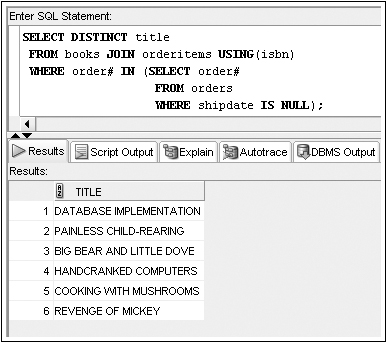 Enter SQL Statement:
SELECT DISTINCT title
FROM books JOIN orderitems USING(isbn)
WHERE order# IN (SELECT order#
FROM orders
WHERE shipdate IS NULL);
Results Script Output Explain Autotrace DBMS Output
Results:
A Z TITLE
1 DATABASE IMPLEMENTATION
2 PAINLESS CHILD-REARING
3 BIG BEAR AND LITTLE DOVE
4 HANDCRANKED COMPUTERS
5 COOKING WITH MUSHROOMS
6 REVENGE OF MICKEY